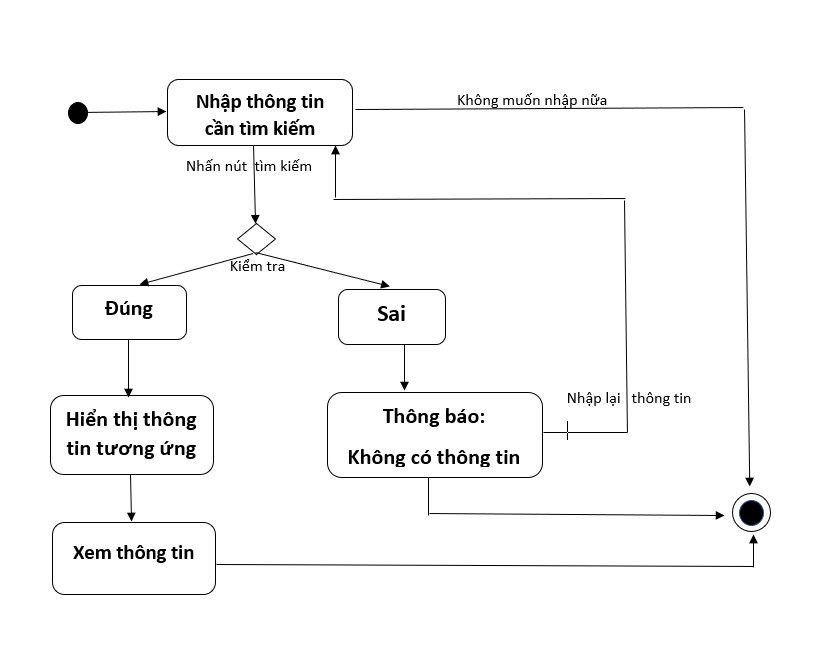 Nhập thông tin
cần tìm kiếm
Không muốn nhập nữa
Nhấn nút tìm kiếm
Kiểm tra
Đúng
Sai
Hiển thị thông
tin tương ứng
Thông báo:
Không có thông tin
Nhập lại thông tin
Xem thông tin